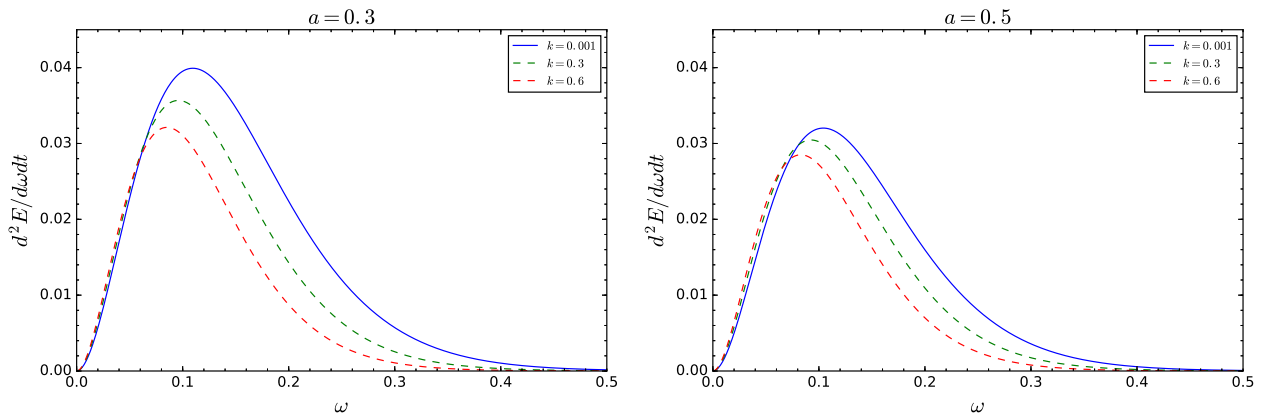 a = 0.3
k = 0.001
k = 0.3
k = 0.6
d²E/dωdt
0.04
0.03
0.02
0.01
0.00
0.0 0.1 0.2 0.3 0.4 0.5
ω
a = 0.5
k = 0.001
k = 0.3
k = 0.6
d²E/dωdt
0.04
0.03
0.02
0.01
0.00
0.0 0.1 0.2 0.3 0.4 0.5
ω